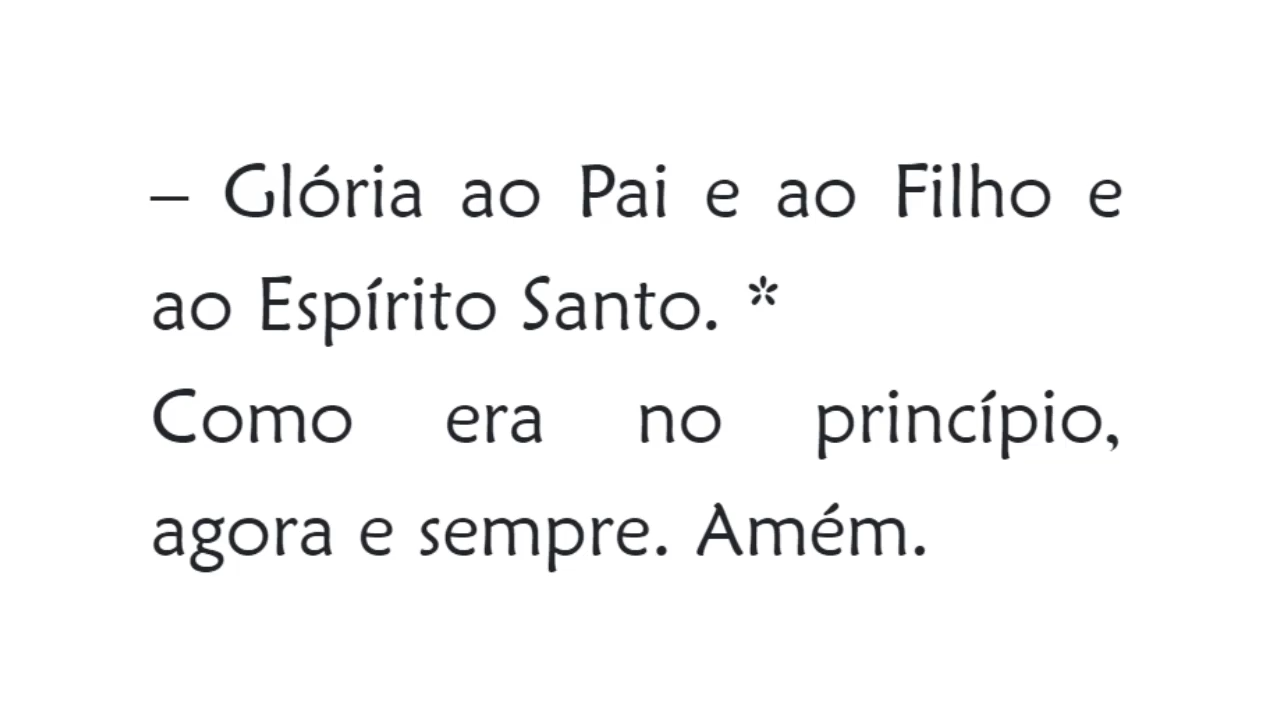 – Glória ao Pai e ao Filho e
ao Espírito Santo. *
Como era no princípio,
agora e sempre. Amém.